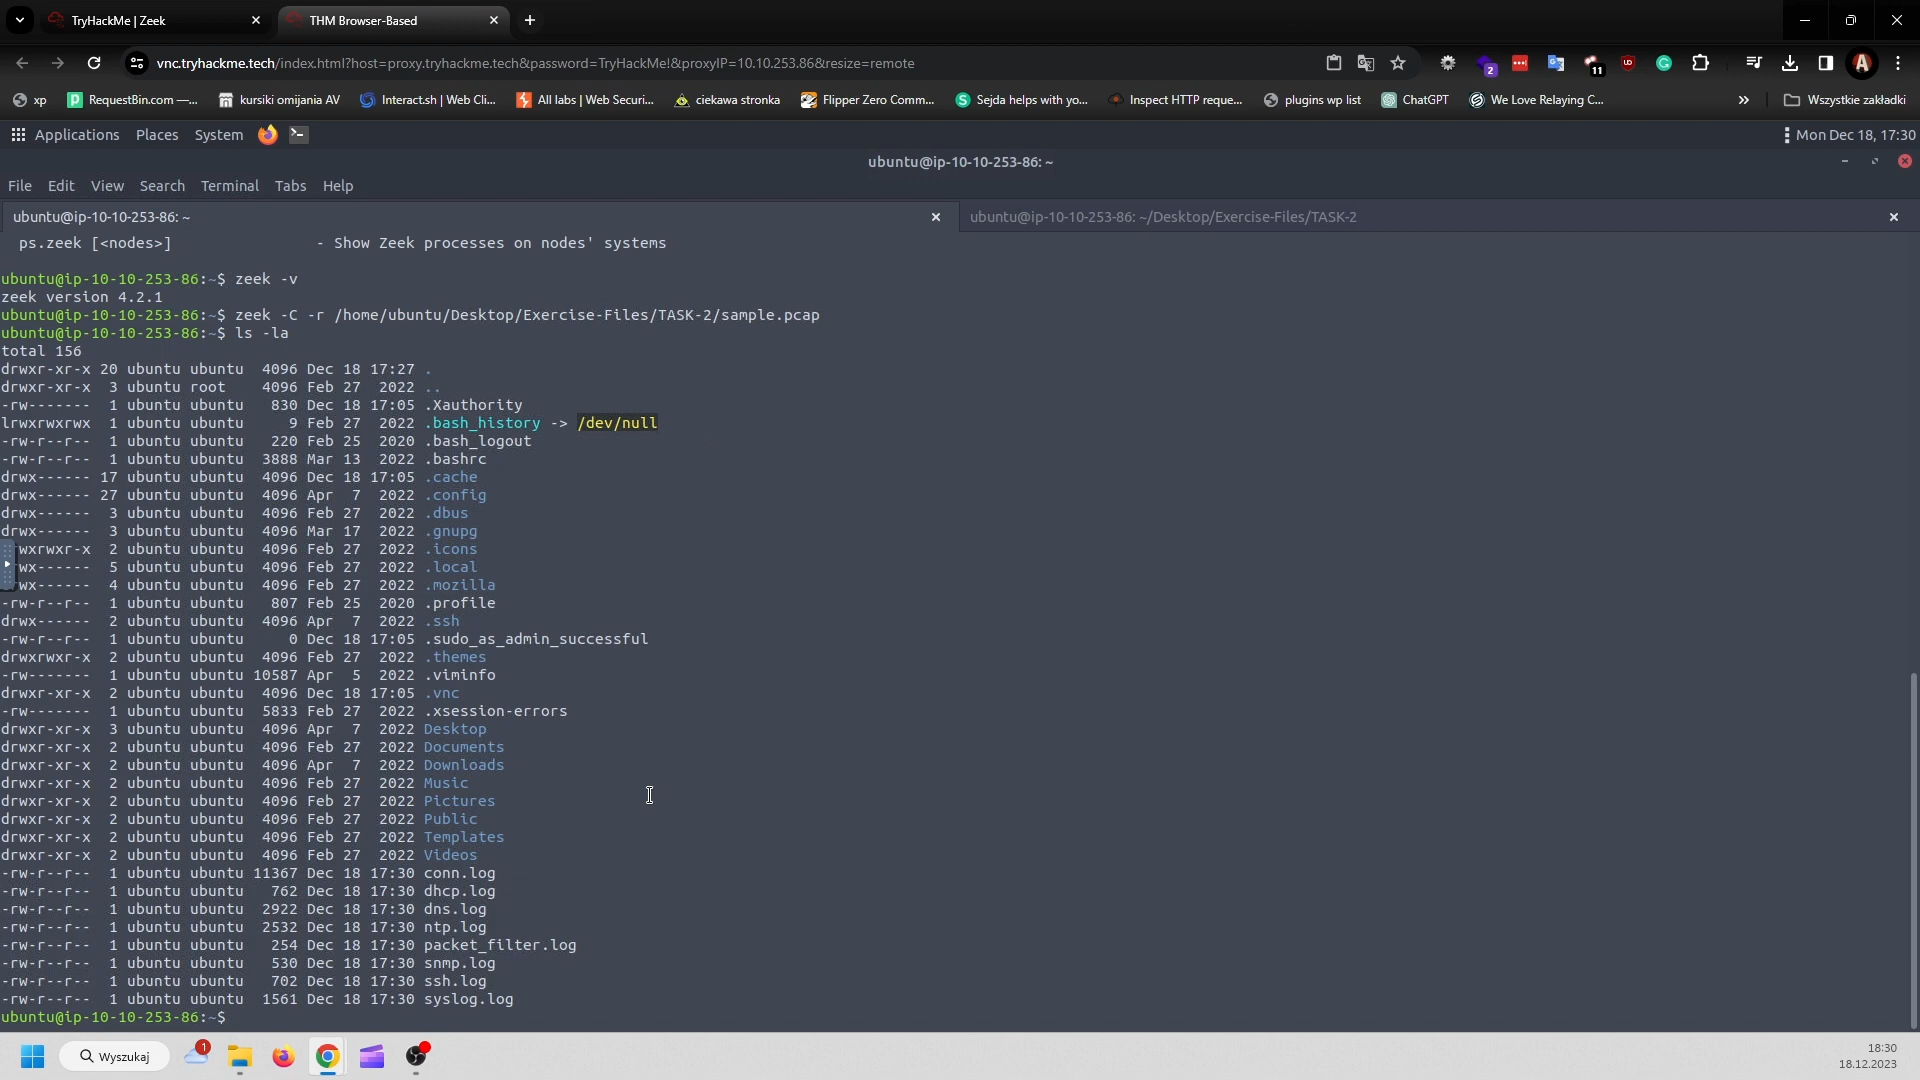 TryHackMe | Zeek
THM Browser-Based
vnc.tryhackme.tech/index.html?host=proxy.tryhackme.tech&password=TryHackMe!&proxyIP=10.10.253.86&resize=remote
2
11
A
xp
RequestBin.com —...
kursiki omijania AV
Interact.sh | Web Cli...
All labs | Web Securi...
ciekawa stronka
Flipper Zero Comm...
Sejda helps with yo...
Inspect HTTP reque...
plugins wp list
ChatGPT
We Love Relaying C...
Wszystkie zakładki
Applications Places System
Mon Dec 18, 17:30
ubuntu@ip-10-10-253-86: ~
File Edit View Search Terminal Tabs Help
ubuntu@ip-10-10-253-86: ~
ubuntu@ip-10-10-253-86: ~/Desktop/Exercise-Files/TASK-2
ps.zeek [<nodes>] - Show Zeek processes on nodes' systems
ubuntu@ip-10-10-253-86:~$ zeek -v
zeek version 4.2.1
ubuntu@ip-10-10-253-86:~$ zeek -C -r /home/ubuntu/Desktop/Exercise-Files/TASK-2/sample.pcap
ubuntu@ip-10-10-253-86:~$ ls -la
total 156
drwxr-xr-x 20 ubuntu ubuntu 4096 Dec 18 17:27 .
drwxr-xr-x 3 ubuntu root 4096 Feb 27 2022 ..
-rw------- 1 ubuntu ubuntu 830 Dec 18 17:05 .Xauthority
lrwxrwxrwx 1 ubuntu ubuntu 9 Feb 27 2022 .bash_history -> /dev/null
-rw-r--r-- 1 ubuntu ubuntu 220 Feb 25 2020 .bash_logout
-rw-r--r-- 1 ubuntu ubuntu 3888 Mar 13 2022 .bashrc
drwx------ 17 ubuntu ubuntu 4096 Dec 18 17:05 .cache
drwx------ 27 ubuntu ubuntu 4096 Apr 7 2022 .config
drwx------ 3 ubuntu ubuntu 4096 Feb 27 2022 .dbus
drwx------ 3 ubuntu ubuntu 4096 Mar 17 2022 .gnupg
wxrwxr-x 2 ubuntu ubuntu 4096 Feb 27 2022 .icons
wx------ 5 ubuntu ubuntu 4096 Feb 27 2022 .local
wx------ 4 ubuntu ubuntu 4096 Feb 27 2022 .mozilla
-rw-r--r-- 1 ubuntu ubuntu 807 Feb 25 2020 .profile
drwx------ 2 ubuntu ubuntu 4096 Apr 7 2022 .ssh
-rw-r--r-- 1 ubuntu ubuntu 0 Dec 18 17:05 .sudo_as_admin_successful
drwxrwxr-x 2 ubuntu ubuntu 4096 Feb 27 2022 .themes
-rw------- 1 ubuntu ubuntu 10587 Apr 5 2022 .viminfo
drwxr-xr-x 2 ubuntu ubuntu 4096 Dec 18 17:05 .vnc
-rw------- 1 ubuntu ubuntu 5833 Feb 27 2022 .xsession-errors
drwxr-xr-x 3 ubuntu ubuntu 4096 Apr 7 2022 Desktop
drwxr-xr-x 2 ubuntu ubuntu 4096 Feb 27 2022 Documents
drwxr-xr-x 2 ubuntu ubuntu 4096 Apr 7 2022 Downloads
drwxr-xr-x 2 ubuntu ubuntu 4096 Feb 27 2022 Music
drwxr-xr-x 2 ubuntu ubuntu 4096 Feb 27 2022 Pictures
drwxr-xr-x 2 ubuntu ubuntu 4096 Feb 27 2022 Public
drwxr-xr-x 2 ubuntu ubuntu 4096 Feb 27 2022 Templates
drwxr-xr-x 2 ubuntu ubuntu 4096 Feb 27 2022 Videos
-rw-r--r-- 1 ubuntu ubuntu 11367 Dec 18 17:30 conn.log
-rw-r--r-- 1 ubuntu ubuntu 762 Dec 18 17:30 dhcp.log
-rw-r--r-- 1 ubuntu ubuntu 2922 Dec 18 17:30 dns.log
-rw-r--r-- 1 ubuntu ubuntu 2532 Dec 18 17:30 ntp.log
-rw-r--r-- 1 ubuntu ubuntu 254 Dec 18 17:30 packet_filter.log
-rw-r--r-- 1 ubuntu ubuntu 530 Dec 18 17:30 snmp.log
-rw-r--r-- 1 ubuntu ubuntu 702 Dec 18 17:30 ssh.log
-rw-r--r-- 1 ubuntu ubuntu 1561 Dec 18 17:30 syslog.log
ubuntu@ip-10-10-253-86:~$
Wyszukaj
1
18:30
18.12.2023